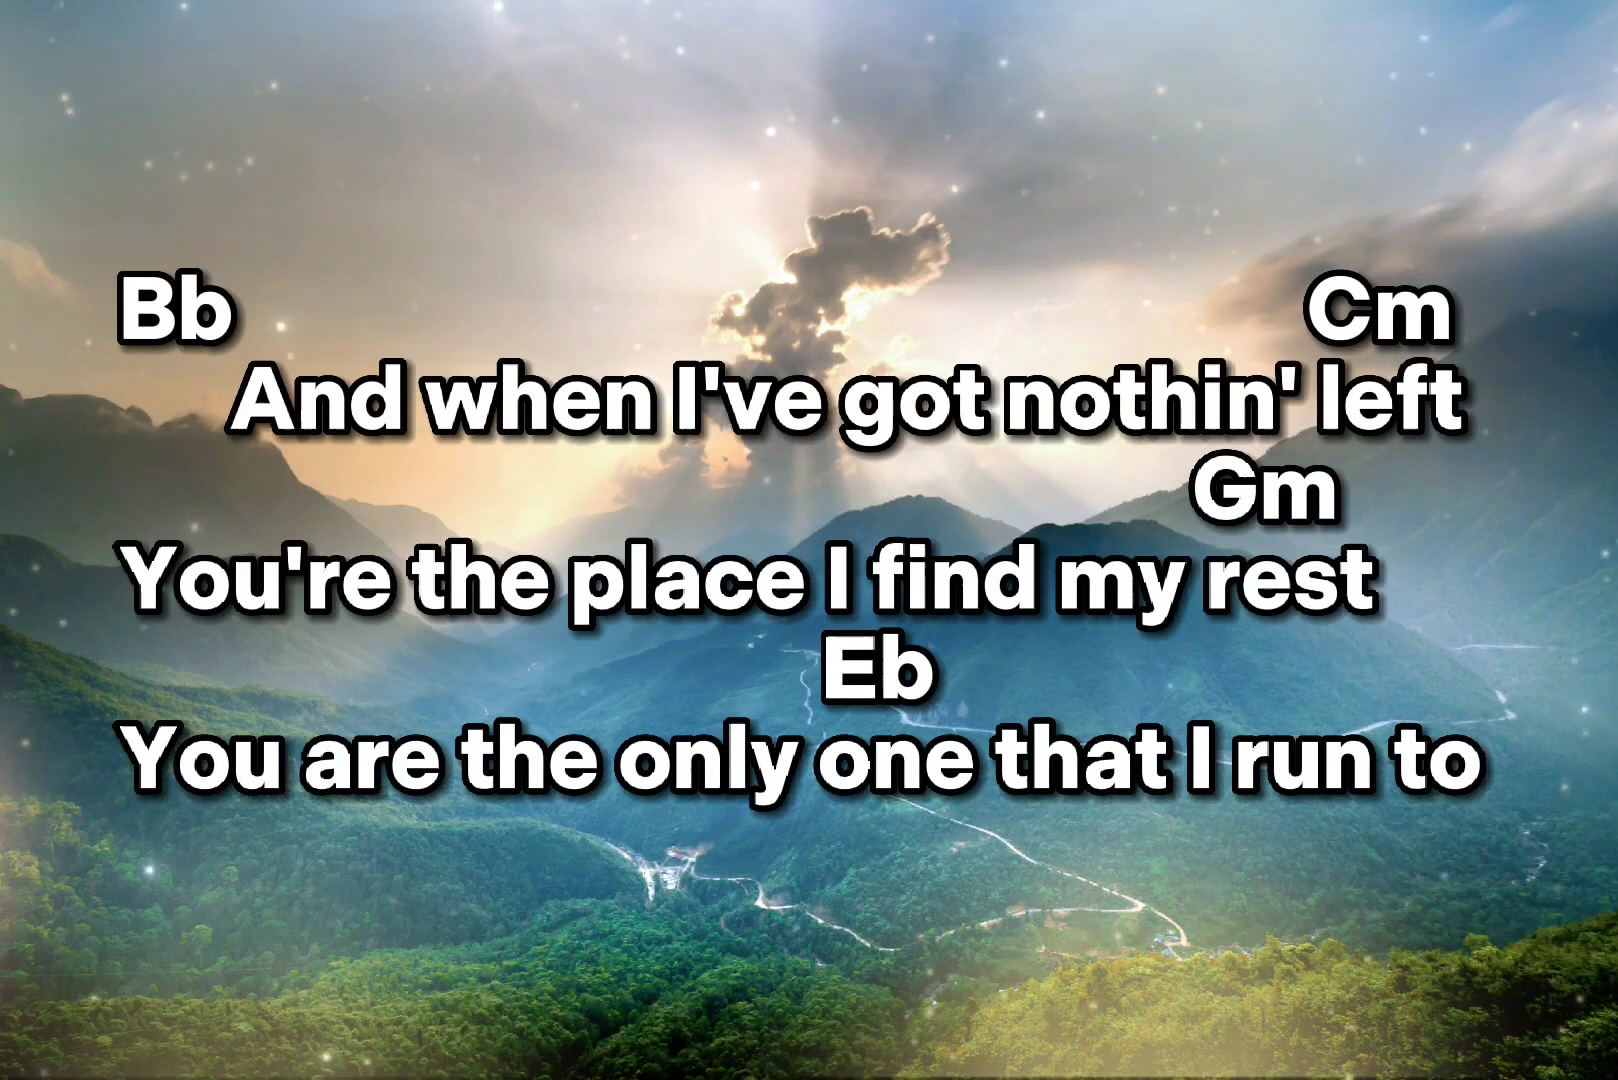 Bb Cm
And when I've got nothin' left
Gm
You're the place I find my rest
Eb
You are the only one that I run to